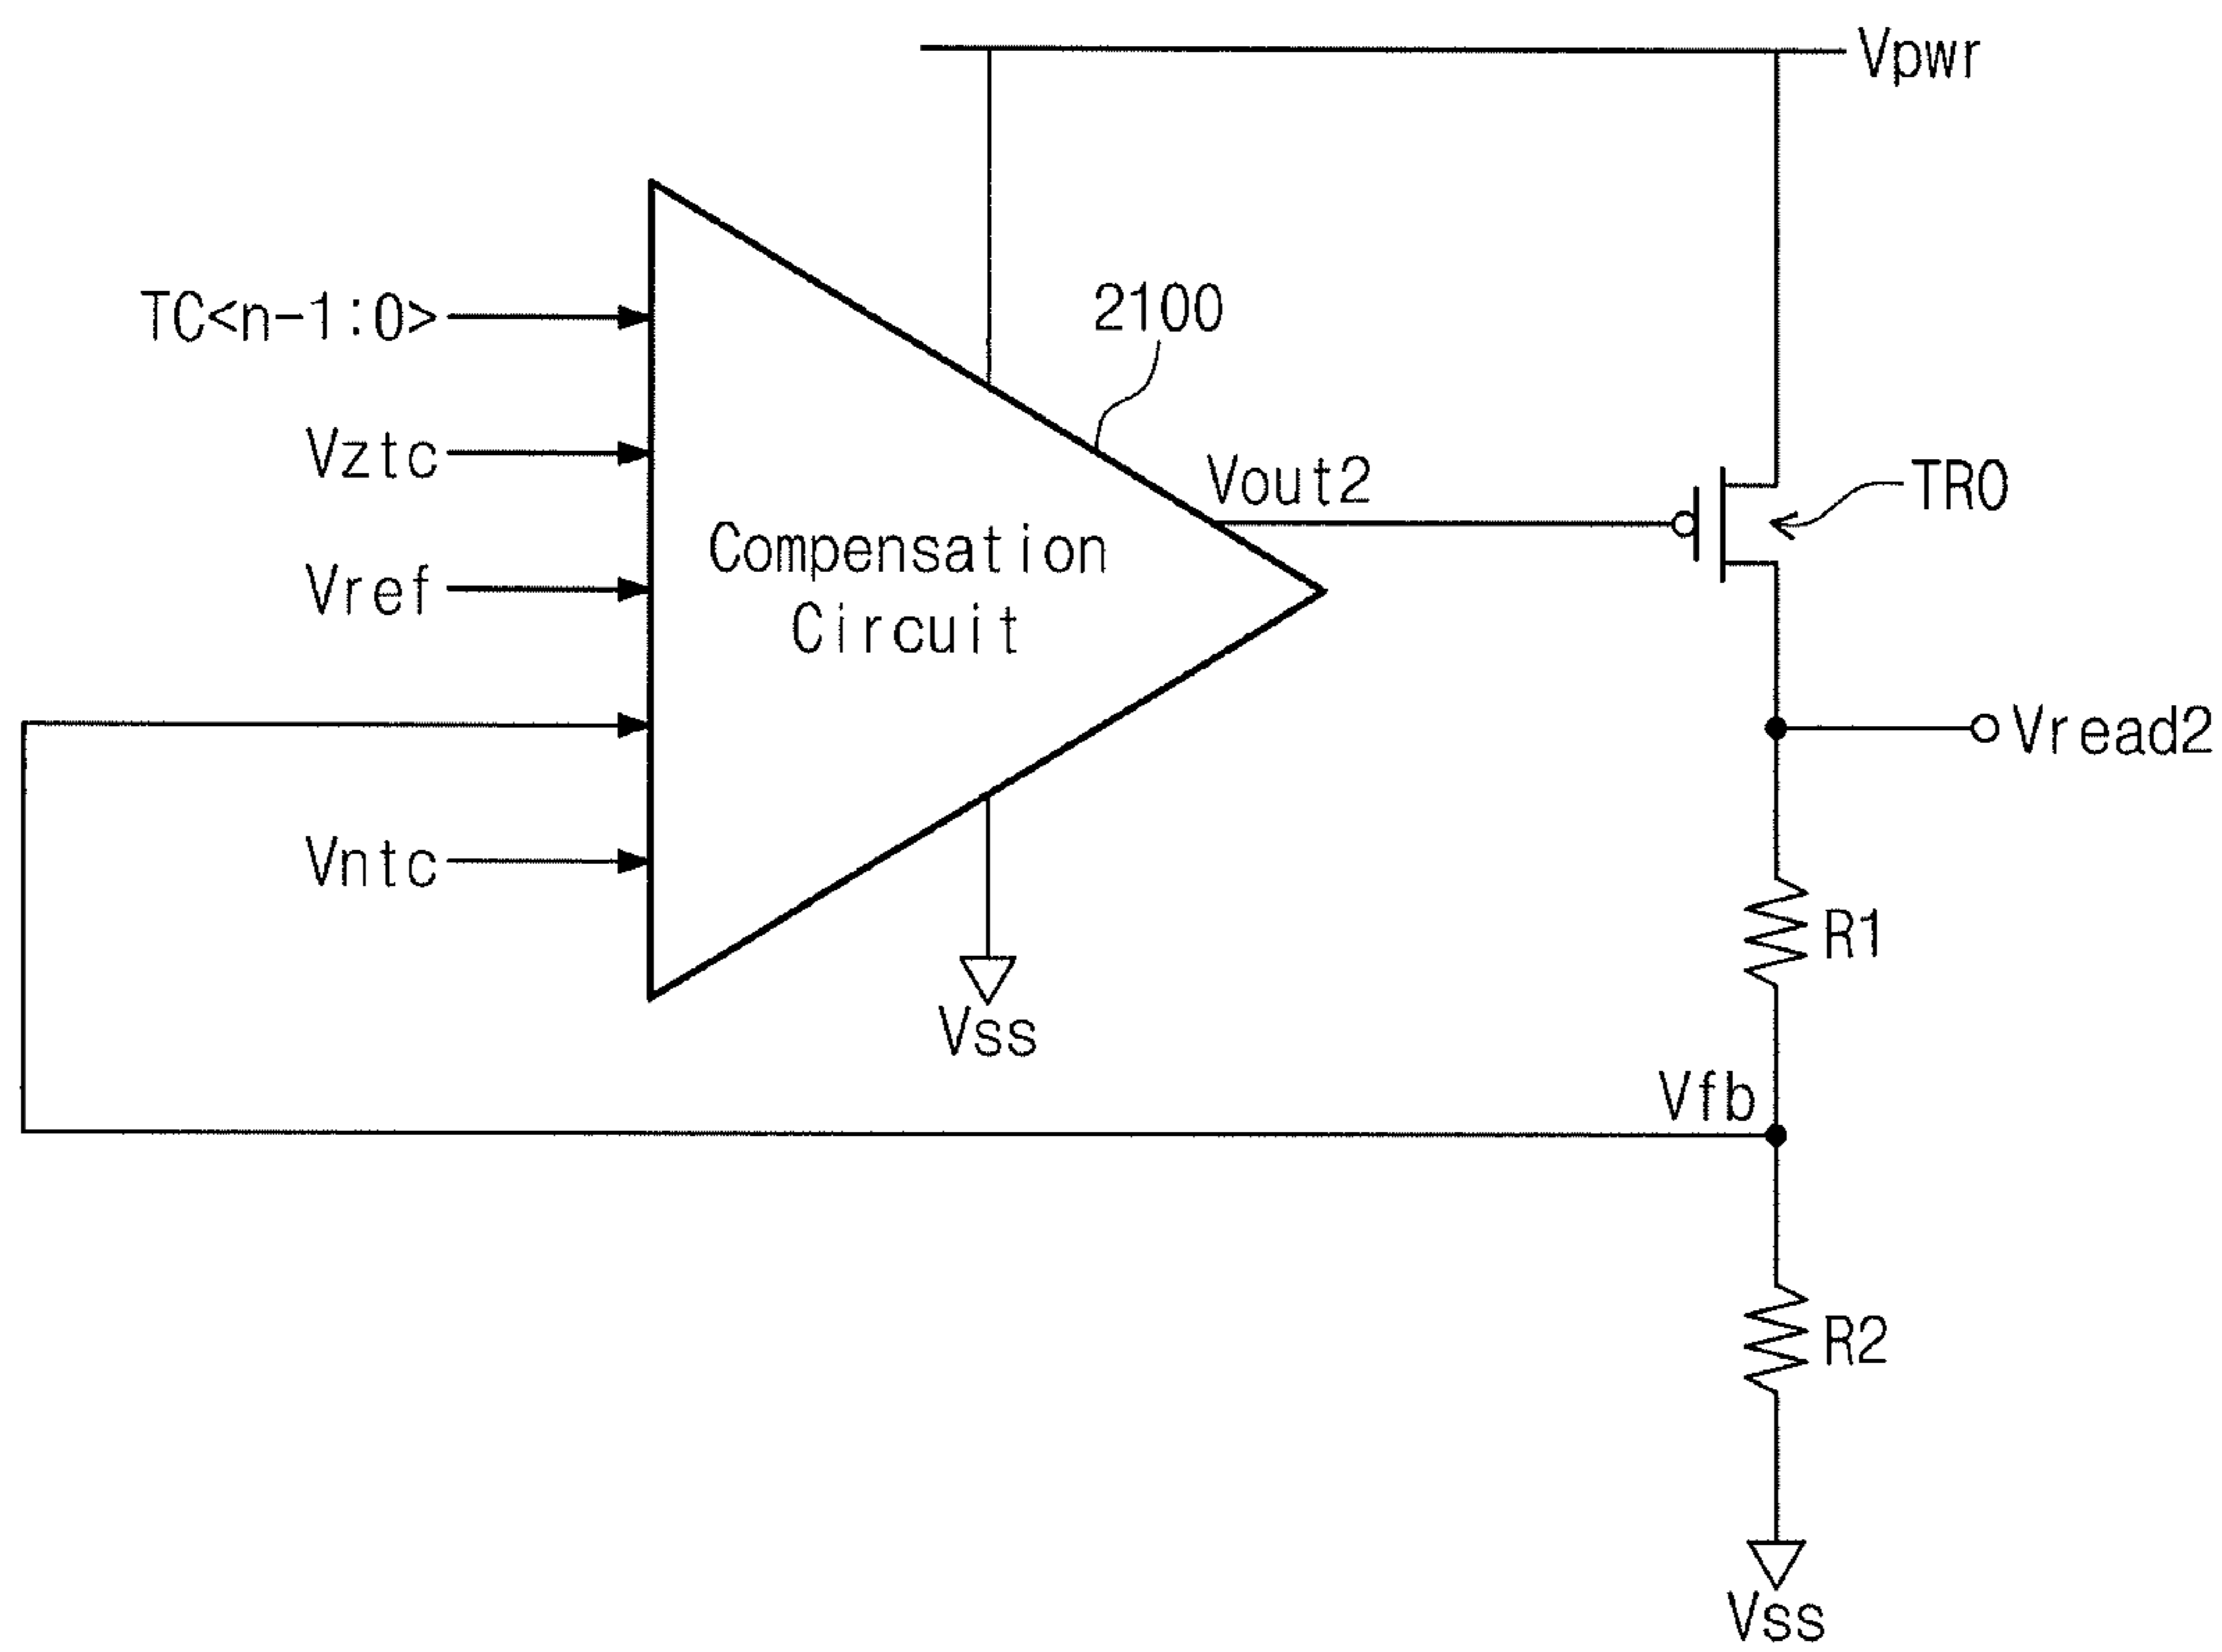 Vpwr
TC<n-1:0>
2100
Vztc
Vout2
TR0
Compensation
Circuit
Vref
Vread2
Vntc
R1
Vss
Vfb
R2
Vss